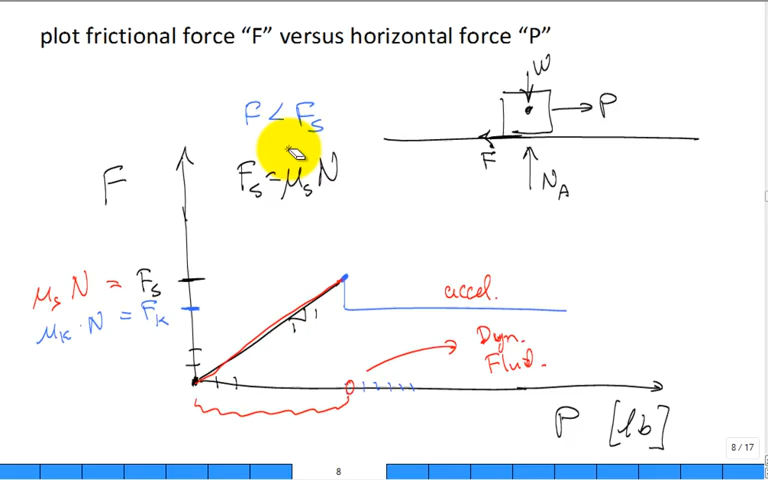 plot frictional force “F” versus horizontal force “P”
W
F < Fs
P
F
Fs = μs N
F
NA
μs N = Fs
accel.
μk · N = Fk
Dyn.
Fluid.
P [lb]
8 / 17
8